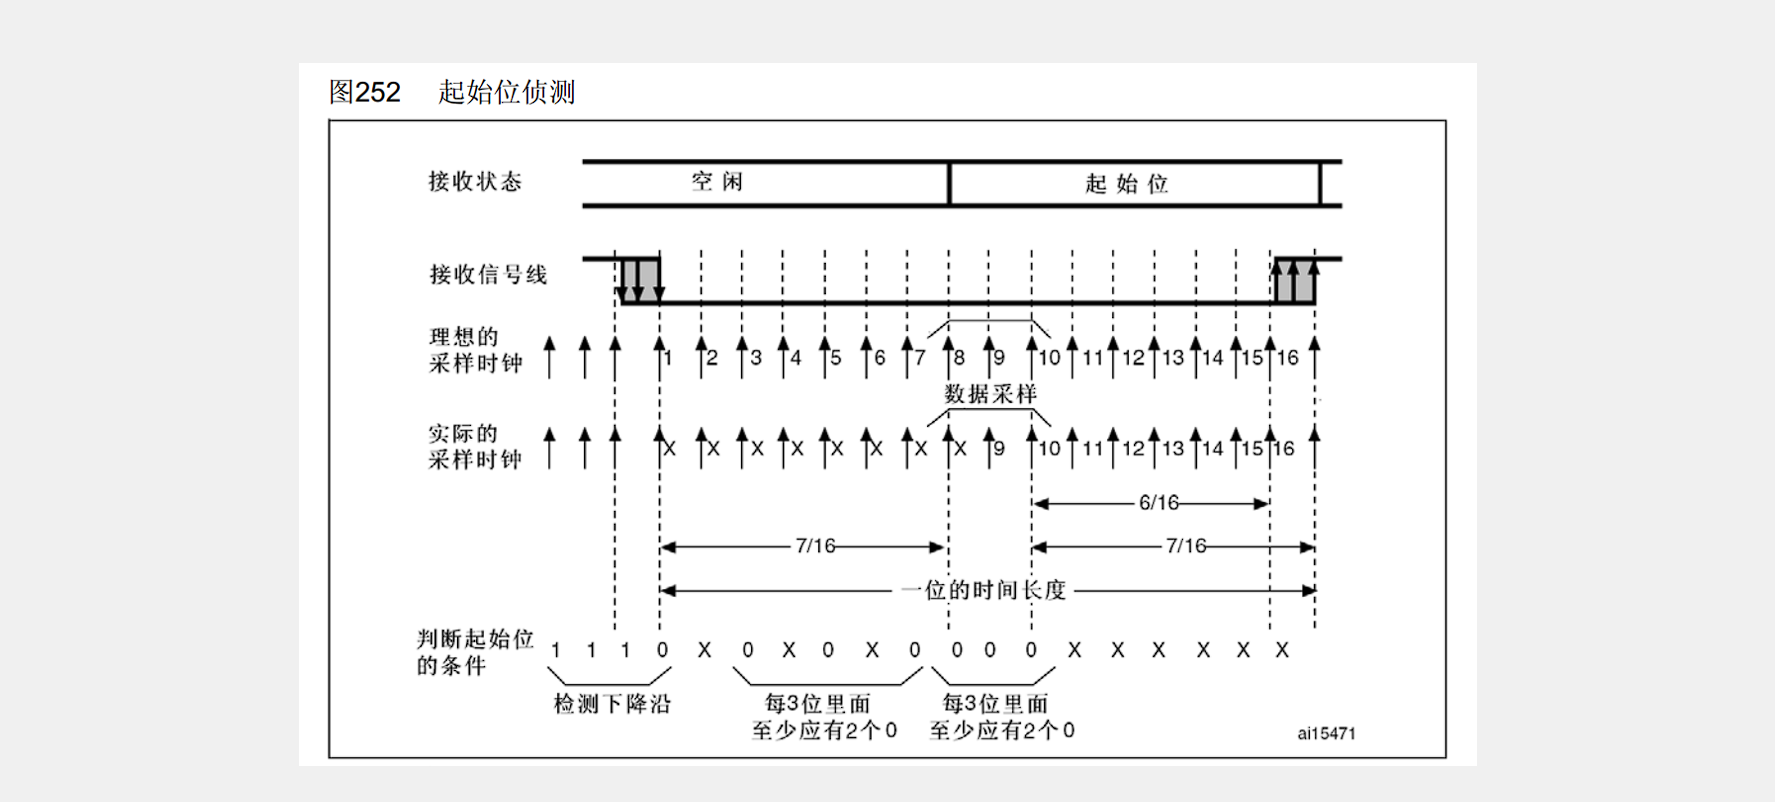 图252 起始位侦测
接收状态 空闲 起始位
接收信号线
理想的
采样时钟 1 2 3 4 5 6 7 8 9 10 11 12 13 14 15 16
数据采样
实际的
采样时钟 X X X X X X X X 9 10 11 12 13 14 15 16
6/16
7/16 7/16
一位的时间长度
判断起始位
的条件 1 1 1 0 X 0 X 0 X 0 0 0 0 X X X X X X
检测下降沿 每3位里面 每3位里面
至少应有2个0 至少应有2个0
ai15471